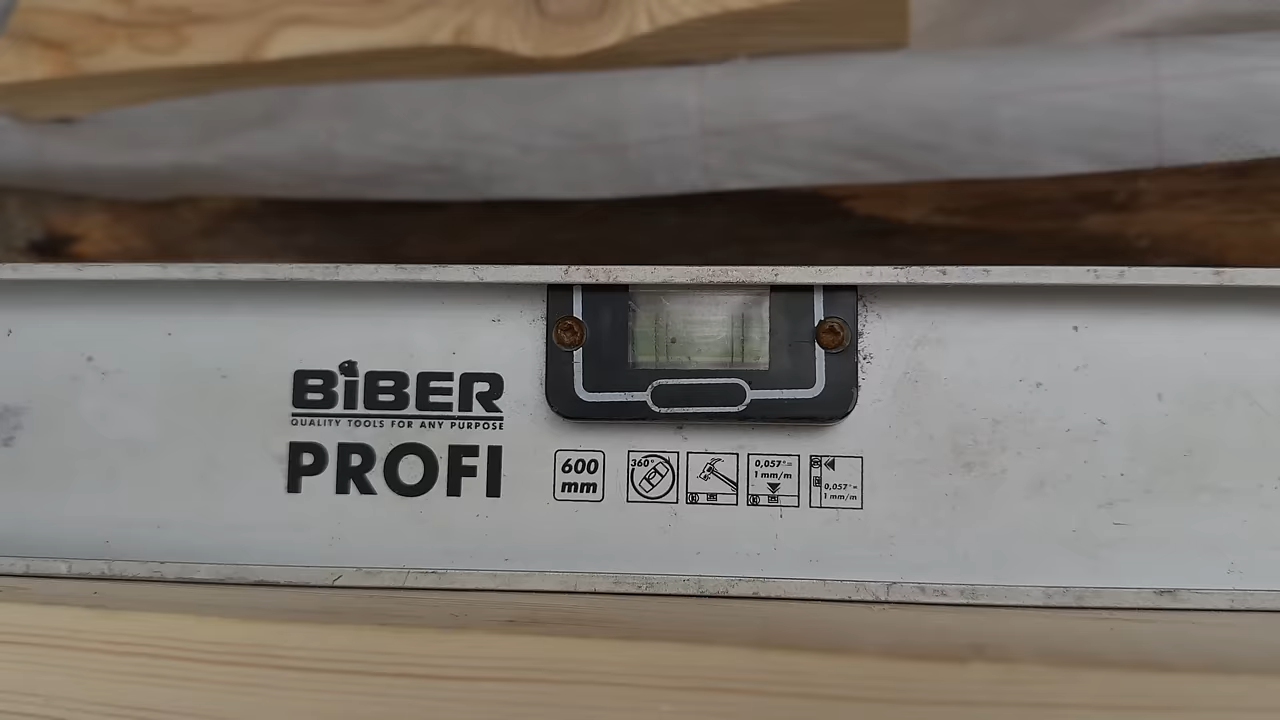 BiBER
QUALITY TOOLS FOR ANY PURPOSE
PROFI
600
mm
360°
0,057°=
1 mm/m
0,057°=
1 mm/m